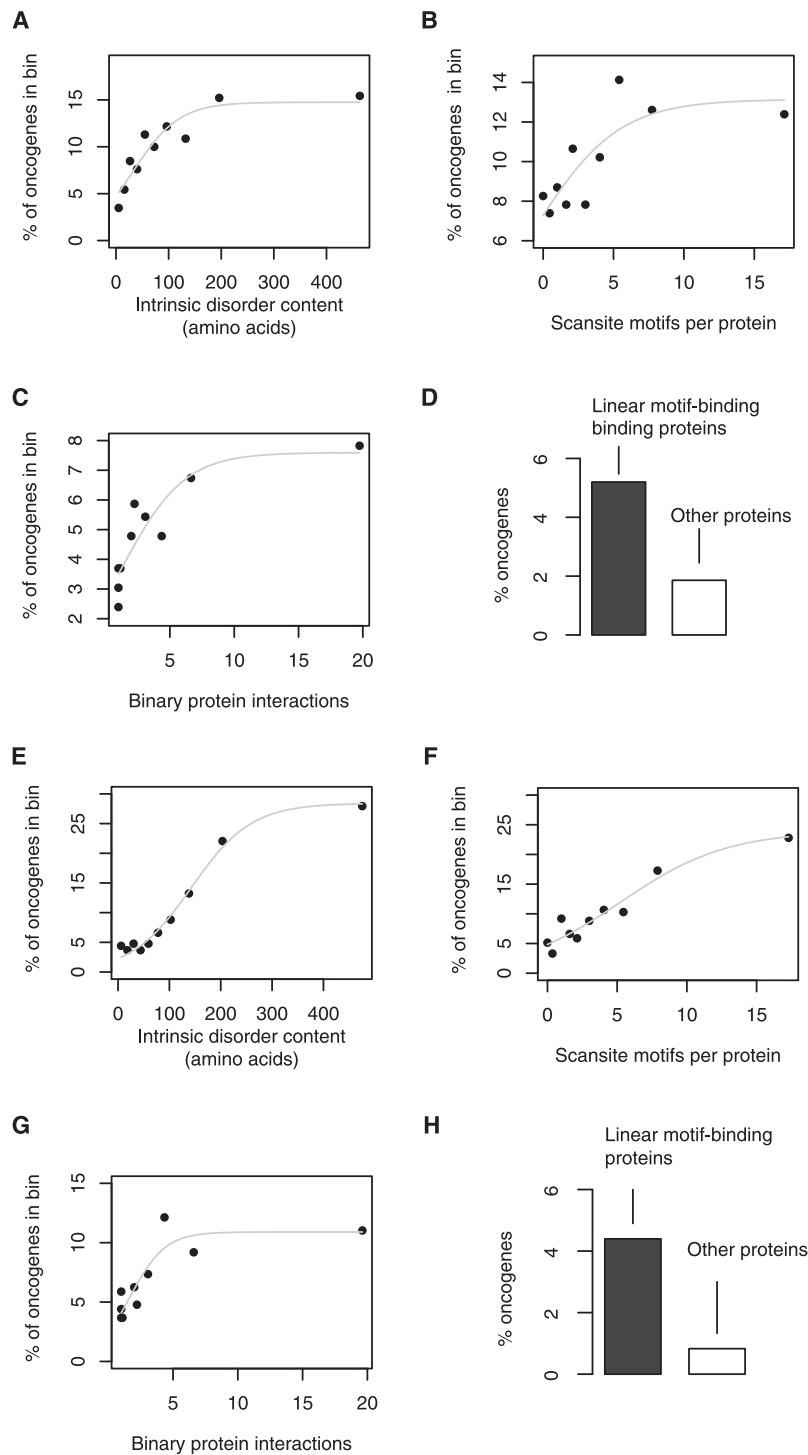 A
% of oncogenes in bin
15
10
5
0
0 100 200 300 400
Intrinsic disorder content
(amino acids)
B
% of oncogenes in bin
14
12
10
8
6
0 5 10 15
Scansite motifs per protein
C
% of oncogenes in bin
8
7
6
5
4
3
2
5 10 15 20
Binary protein interactions
D
Linear motif-binding
binding proteins
Other proteins
% oncogenes
6
4
2
0
E
% of oncogenes in bin
25
15
5
0
0 100 200 300 400
Intrinsic disorder content
(amino acids)
F
% of oncogenes in bin
25
15
5
0
0 5 10 15
Scansite motifs per protein
G
% of oncogenes in bin
15
10
5
0
5 10 15 20
Binary protein interactions
H
Linear motif-binding
proteins
Other proteins
% oncogenes
6
4
2
0